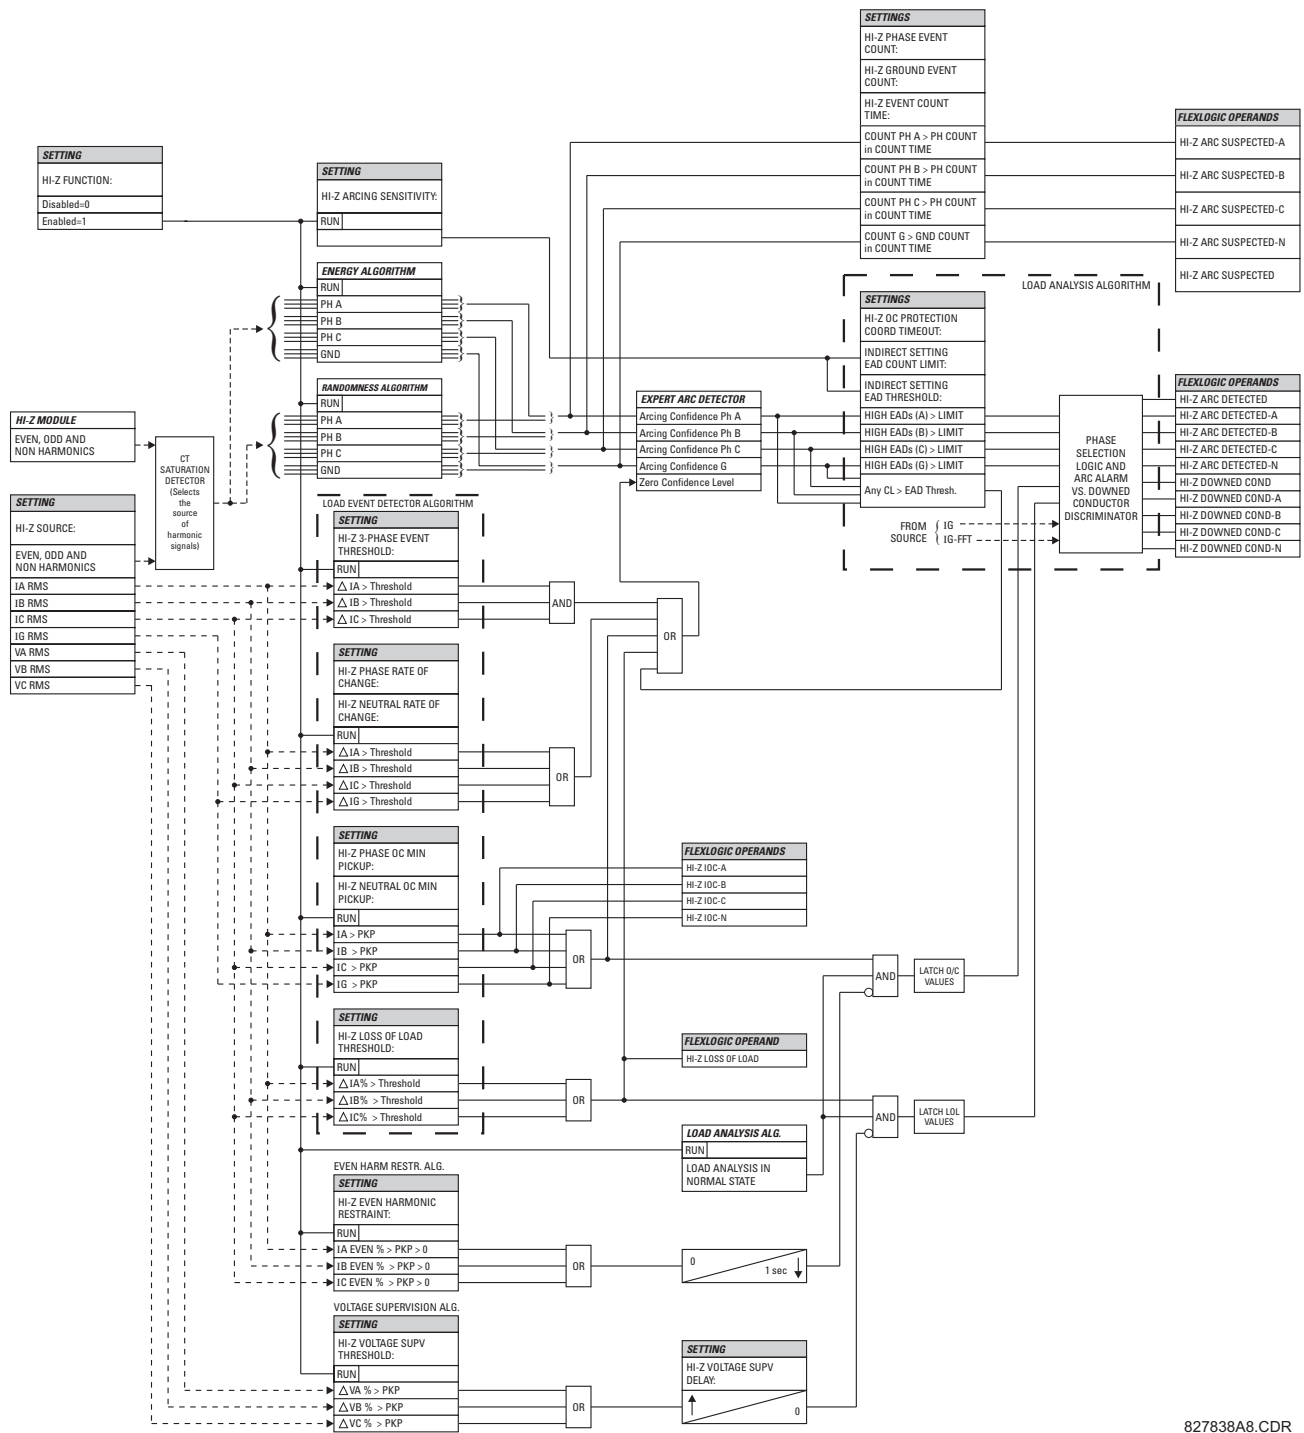 SETTING
HI-Z FUNCTION:
Disabled=0
Enabled=1
HI-Z MODULE
EVEN, ODD AND
NON HARMONICS
SETTING
HI-Z SOURCE:
EVEN, ODD AND
NON HARMONICS
IA RMS
IB RMS
IC RMS
IG RMS
VA RMS
VB RMS
VC RMS
CT
SATURATION
DETECTOR
(Selects
the
source
of
harmonic
signals)
SETTING
HI-Z ARCING SENSITIVITY:
RUN
ENERGY ALGORITHM
RUN
PH A
PH B
PH C
GND
RANDOMNESS ALGORITHM
RUN
PH A
PH B
PH C
GND
LOAD EVENT DETECTOR ALGORITHM
SETTING
HI-Z 3-PHASE EVENT
THRESHOLD:
RUN
△ IA > Threshold
△ IB > Threshold
△ IC > Threshold
AND
SETTING
HI-Z PHASE RATE OF
CHANGE:
HI-Z NEUTRAL RATE OF
CHANGE:
RUN
△ IA > Threshold
△ IB > Threshold
△ IC > Threshold
△ IG > Threshold
OR
SETTING
HI-Z PHASE OC MIN
PICKUP:
HI-Z NEUTRAL OC MIN
PICKUP:
RUN
IA > PKP
IB > PKP
IC > PKP
IG > PKP
OR
SETTING
HI-Z LOSS OF LOAD
THRESHOLD:
RUN
△ IA% > Threshold
△ IB% > Threshold
△ IC% > Threshold
OR
EVEN HARM RESTR. ALG.
SETTING
HI-Z EVEN HARMONIC
RESTRAINT:
RUN
IA EVEN % > PKP > 0
IB EVEN % > PKP > 0
IC EVEN % > PKP > 0
OR
VOLTAGE SUPERVISION ALG.
SETTING
HI-Z VOLTAGE SUPV
THRESHOLD:
RUN
△ VA % > PKP
△ VB % > PKP
△ VC % > PKP
OR
EXPERT ARC DETECTOR
Arcing Confidence Ph A
Arcing Confidence Ph B
Arcing Confidence Ph C
Arcing Confidence G
Zero Confidence Level
OR
FLEXLOGIC OPERANDS
HI-Z IOC-A
HI-Z IOC-B
HI-Z IOC-C
HI-Z IOC-N
FLEXLOGIC OPERAND
HI-Z LOSS OF LOAD
LOAD ANALYSIS ALG.
RUN
LOAD ANALYSIS IN
NORMAL STATE
0
1 sec
SETTING
HI-Z VOLTAGE SUPV
DELAY:
0
AND
LATCH O/C
VALUES
AND
LATCH LOL
VALUES
SETTINGS
HI-Z PHASE EVENT
COUNT:
HI-Z GROUND EVENT
COUNT:
HI-Z EVENT COUNT
TIME:
COUNT PH A > PH COUNT
in COUNT TIME
COUNT PH B > PH COUNT
in COUNT TIME
COUNT PH C > PH COUNT
in COUNT TIME
COUNT G > GND COUNT
in COUNT TIME
FLEXLOGIC OPERANDS
HI-Z ARC SUSPECTED-A
HI-Z ARC SUSPECTED-B
HI-Z ARC SUSPECTED-C
HI-Z ARC SUSPECTED-N
HI-Z ARC SUSPECTED
LOAD ANALYSIS ALGORITHM
SETTINGS
HI-Z OC PROTECTION
COORD TIMEOUT:
INDIRECT SETTING
EAD COUNT LIMIT:
INDIRECT SETTING
EAD THRESHOLD:
HIGH EADs (A) > LIMIT
HIGH EADs (B) > LIMIT
HIGH EADs (C) > LIMIT
HIGH EADs (G) > LIMIT
Any CL > EAD Thresh.
FROM
SOURCE
IG
IG-FFT
PHASE
SELECTION
LOGIC AND
ARC ALARM
VS. DOWNED
CONDUCTOR
DISCRIMINATOR
FLEXLOGIC OPERANDS
HI-Z ARC DETECTED
HI-Z ARC DETECTED-A
HI-Z ARC DETECTED-B
HI-Z ARC DETECTED-C
HI-Z ARC DETECTED-N
HI-Z DOWNED COND
HI-Z DOWNED COND-A
HI-Z DOWNED COND-B
HI-Z DOWNED COND-C
HI-Z DOWNED COND-N
827838A8.CDR